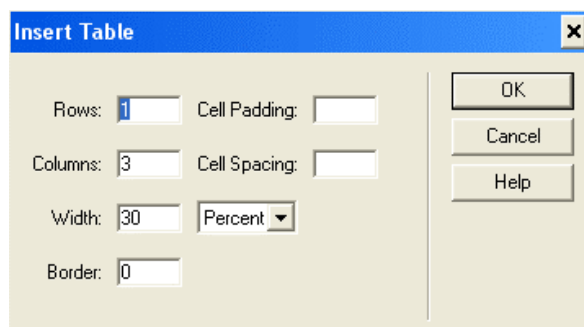 Insert Table
Rows: 1 Cell Padding: OK
Columns: 3 Cell Spacing: Cancel
Help
Width: 30 Percent
Border: 0